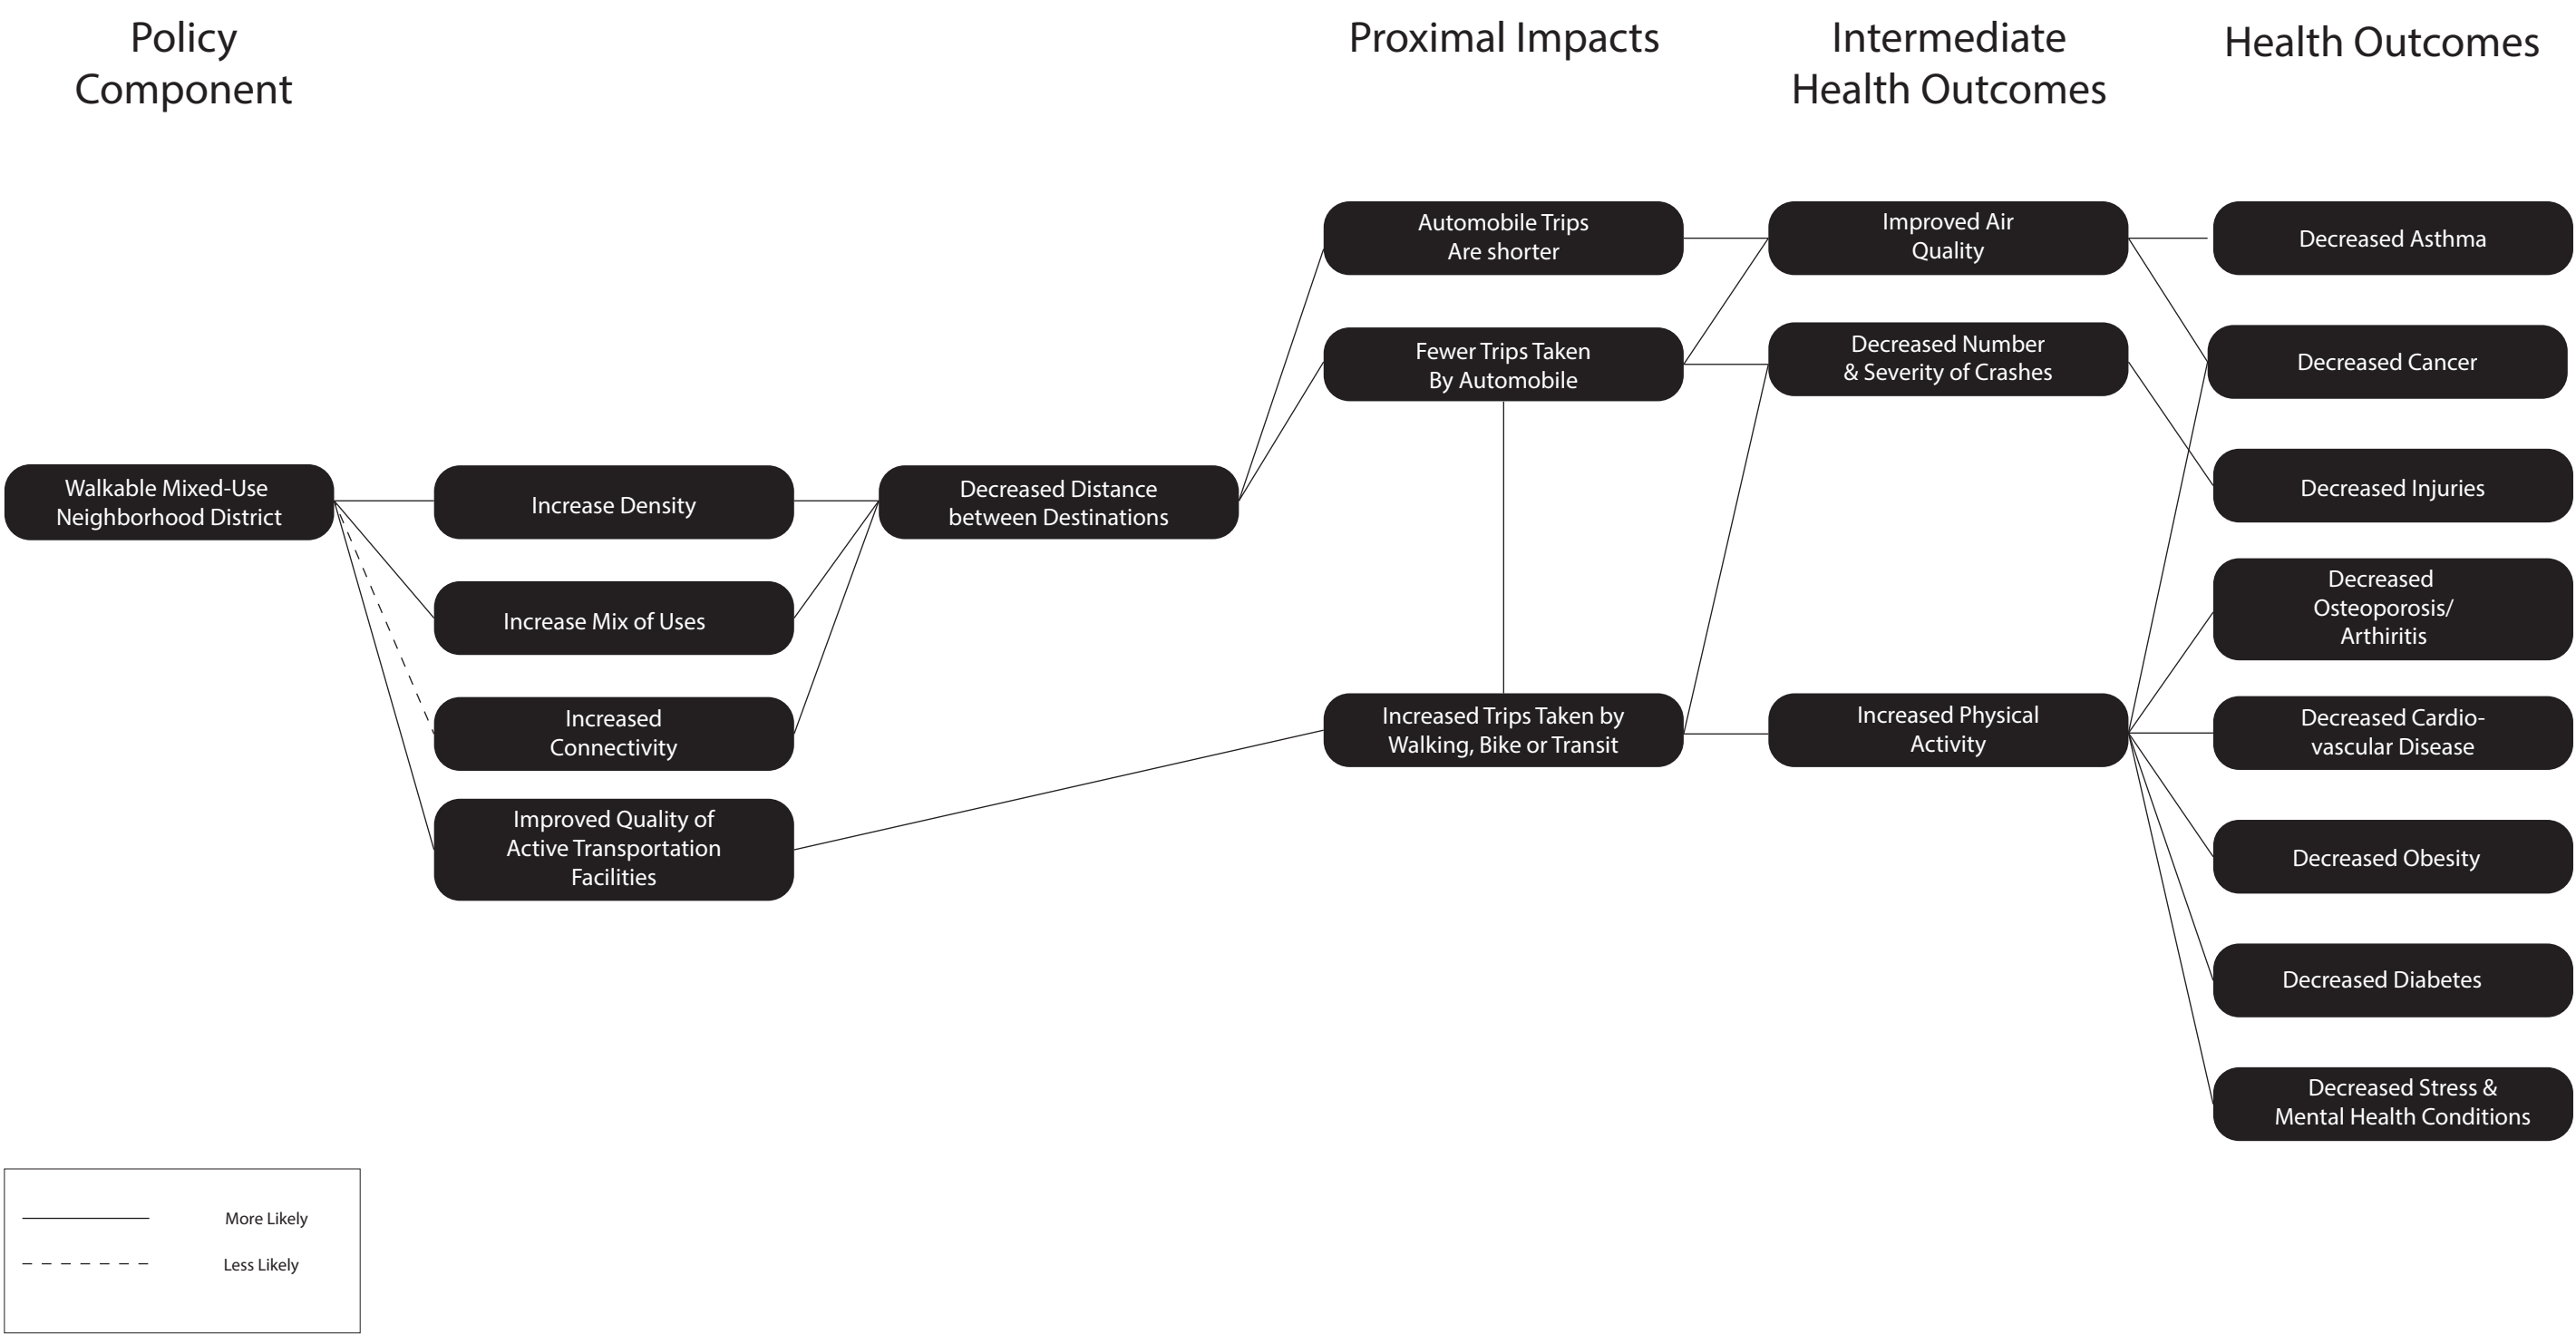 Policy
Component
Proximal Impacts
Intermediate
Health Outcomes
Health Outcomes
Walkable Mixed-Use
Neighborhood District
Increase Density
Increase Mix of Uses
Increased
Connectivity
Improved Quality of
Active Transportation
Facilities
Decreased Distance
between Destinations
Automobile Trips
Are shorter
Fewer Trips Taken
By Automobile
Increased Trips Taken by
Walking, Bike or Transit
Improved Air
Quality
Decreased Number
& Severity of Crashes
Increased Physical
Activity
Decreased Asthma
Decreased Cancer
Decreased Injuries
Decreased
Osteoporosis/
Arthiritis
Decreased Cardio-
vascular Disease
Decreased Obesity
Decreased Diabetes
Decreased Stress &
Mental Health Conditions
More Likely
Less Likely